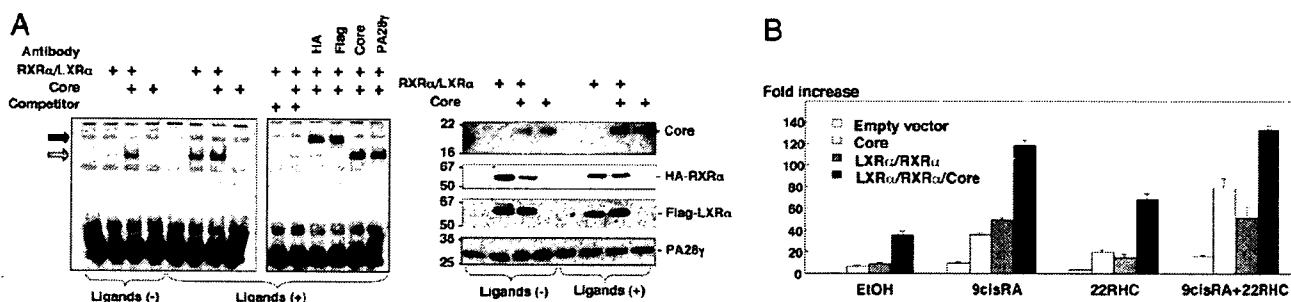 A
Antibody
HA
Flag
Core
PA28γ
RXRα/LXRα + + + + + + + + + +
Core + + + + + + + + + +
Competitor + +
Ligands (-)
Ligands (+)
RXRα/LXRα + + + +
Core + + + +
22
16
Core
67
50
HA-RXRα
67
50
Flag-LXRα
36
25
PA28γ
Ligands (-)
Ligands (+)
B
Fold increase
140
120
100
80
60
40
20
0
Empty vector
Core
LXRα/RXRα
LXRα/RXRα/Core
EtOH
9cisRA
22RHC
9cisRA+22RHC